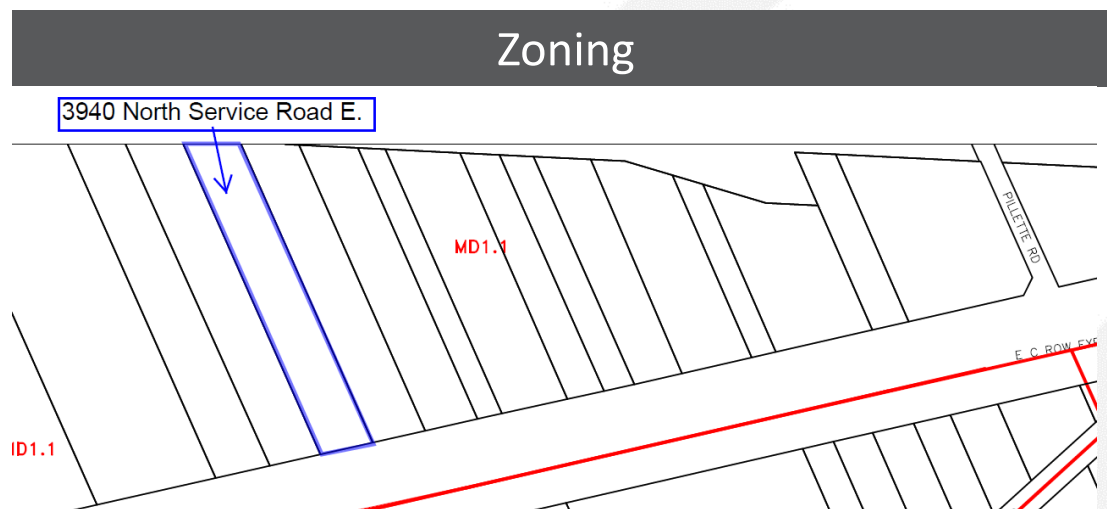 Zoning
3940 North Service Road E.
MD1.1
PILLETTE RD
E C ROW EXP
MD1.1